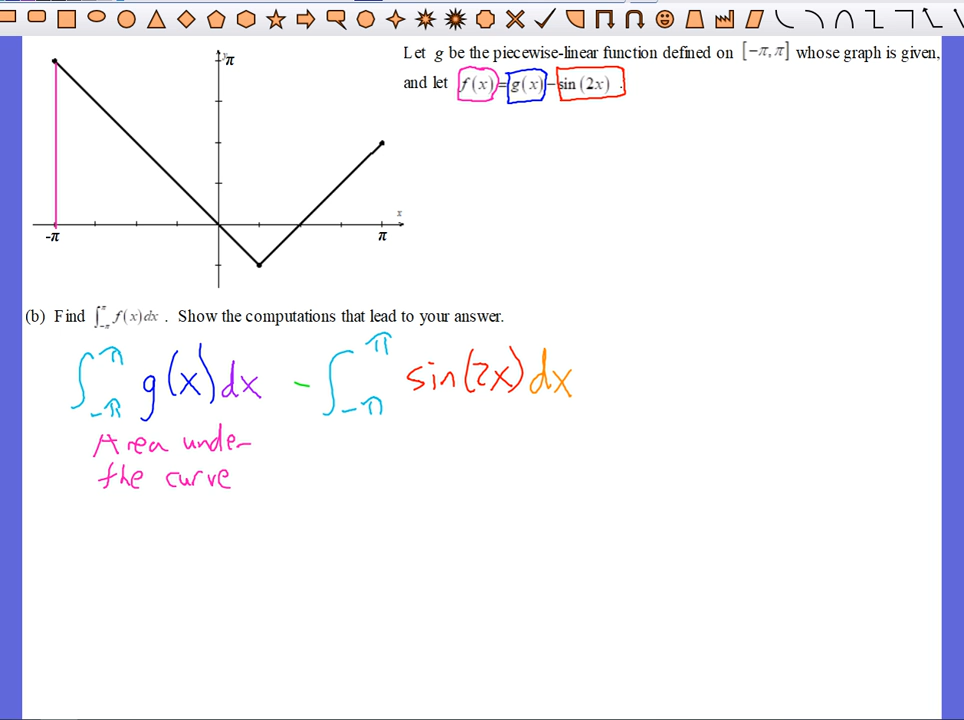 Let g be the piecewise-linear function defined on [−π, π] whose graph is given,
and let f(x)=g(x)−sin(2x).
y
π
x
-π
π
(b) Find ∫_{-π}^{π} f(x)dx . Show the computations that lead to your answer.
∫_{-π}^{π} g(x)dx − ∫_{-π}^{π} sin(2x)dx
Area under
the curve